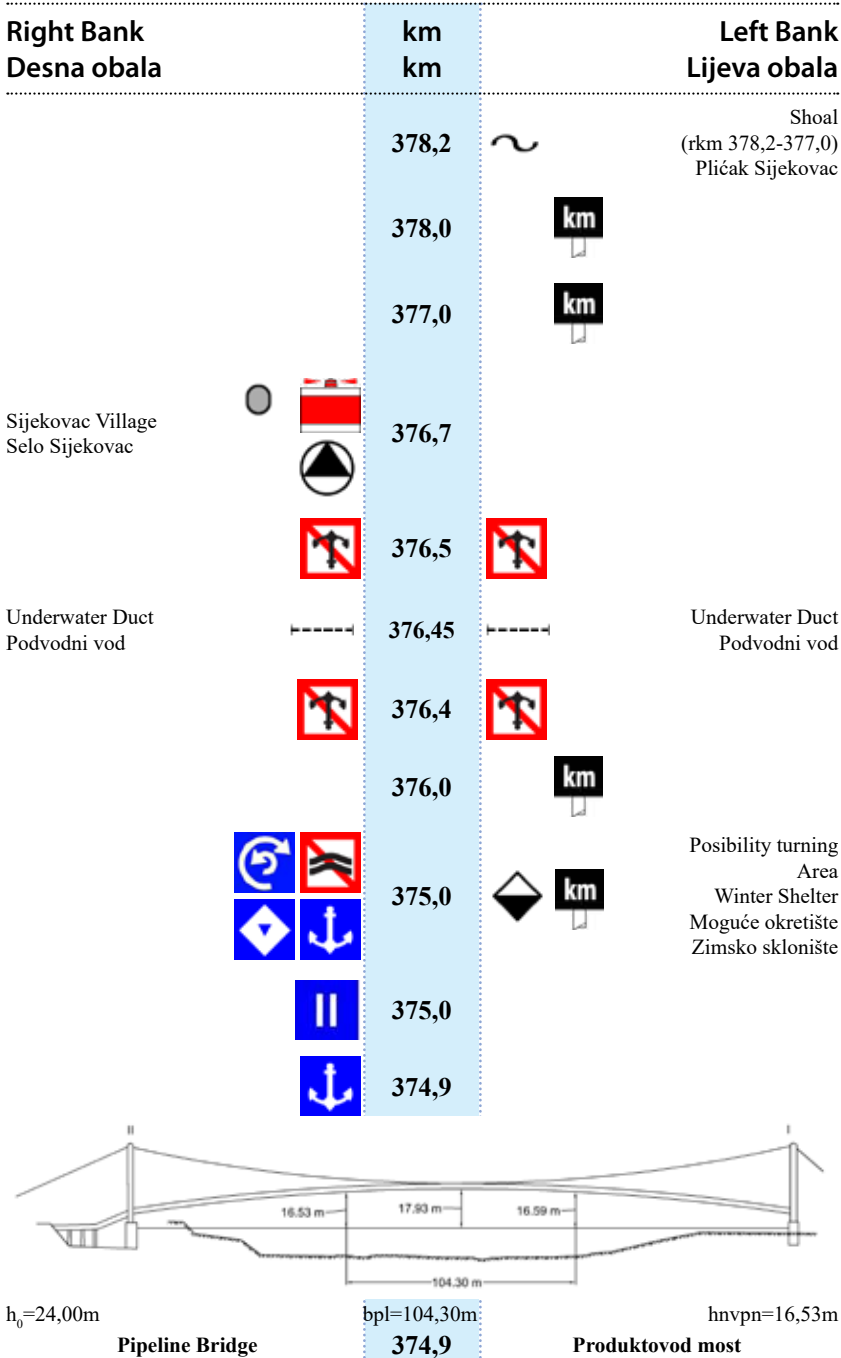 Right Bank
km
Left Bank
Desna obala
km
Lijeva obala
378,2
Shoal
(rkm 378,2-377,0)
Plićak Sijekovac
378,0
km
377,0
km
Sijekovac Village
Selo Sijekovac
376,7
376,5
Underwater Duct
Podvodni vod
376,45
Underwater Duct
Podvodni vod
376,4
376,0
km
375,0
km
Posibility turning
Area
Winter Shelter
Moguće okretište
Zimsko sklonište
375,0
374,9
II
I
16.53 m
17.93 m
16.59 m
104.30 m
h0=24,00m
bpl=104,30m
hnvpn=16,53m
Pipeline Bridge
374,9
Produktovod most